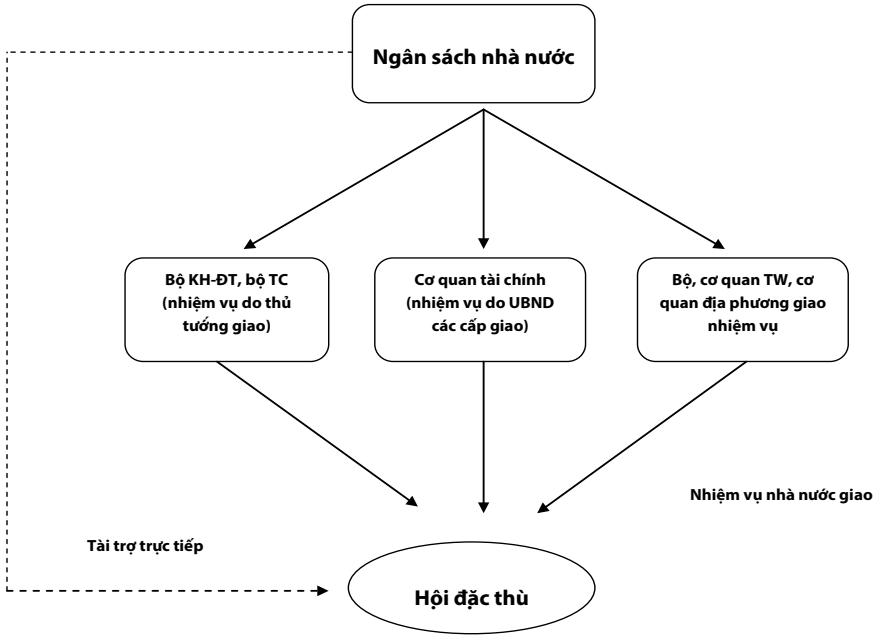 Ngân sách nhà nước
Bộ KH-ĐT, bộ TC
(nhiệm vụ do thủ
tướng giao)
Cơ quan tài chính
(nhiệm vụ do UBND
các cấp giao)
Bộ, cơ quan TW, cơ
quan địa phương giao
nhiệm vụ
Nhiệm vụ nhà nước giao
Tài trợ trực tiếp
Hội đặc thù